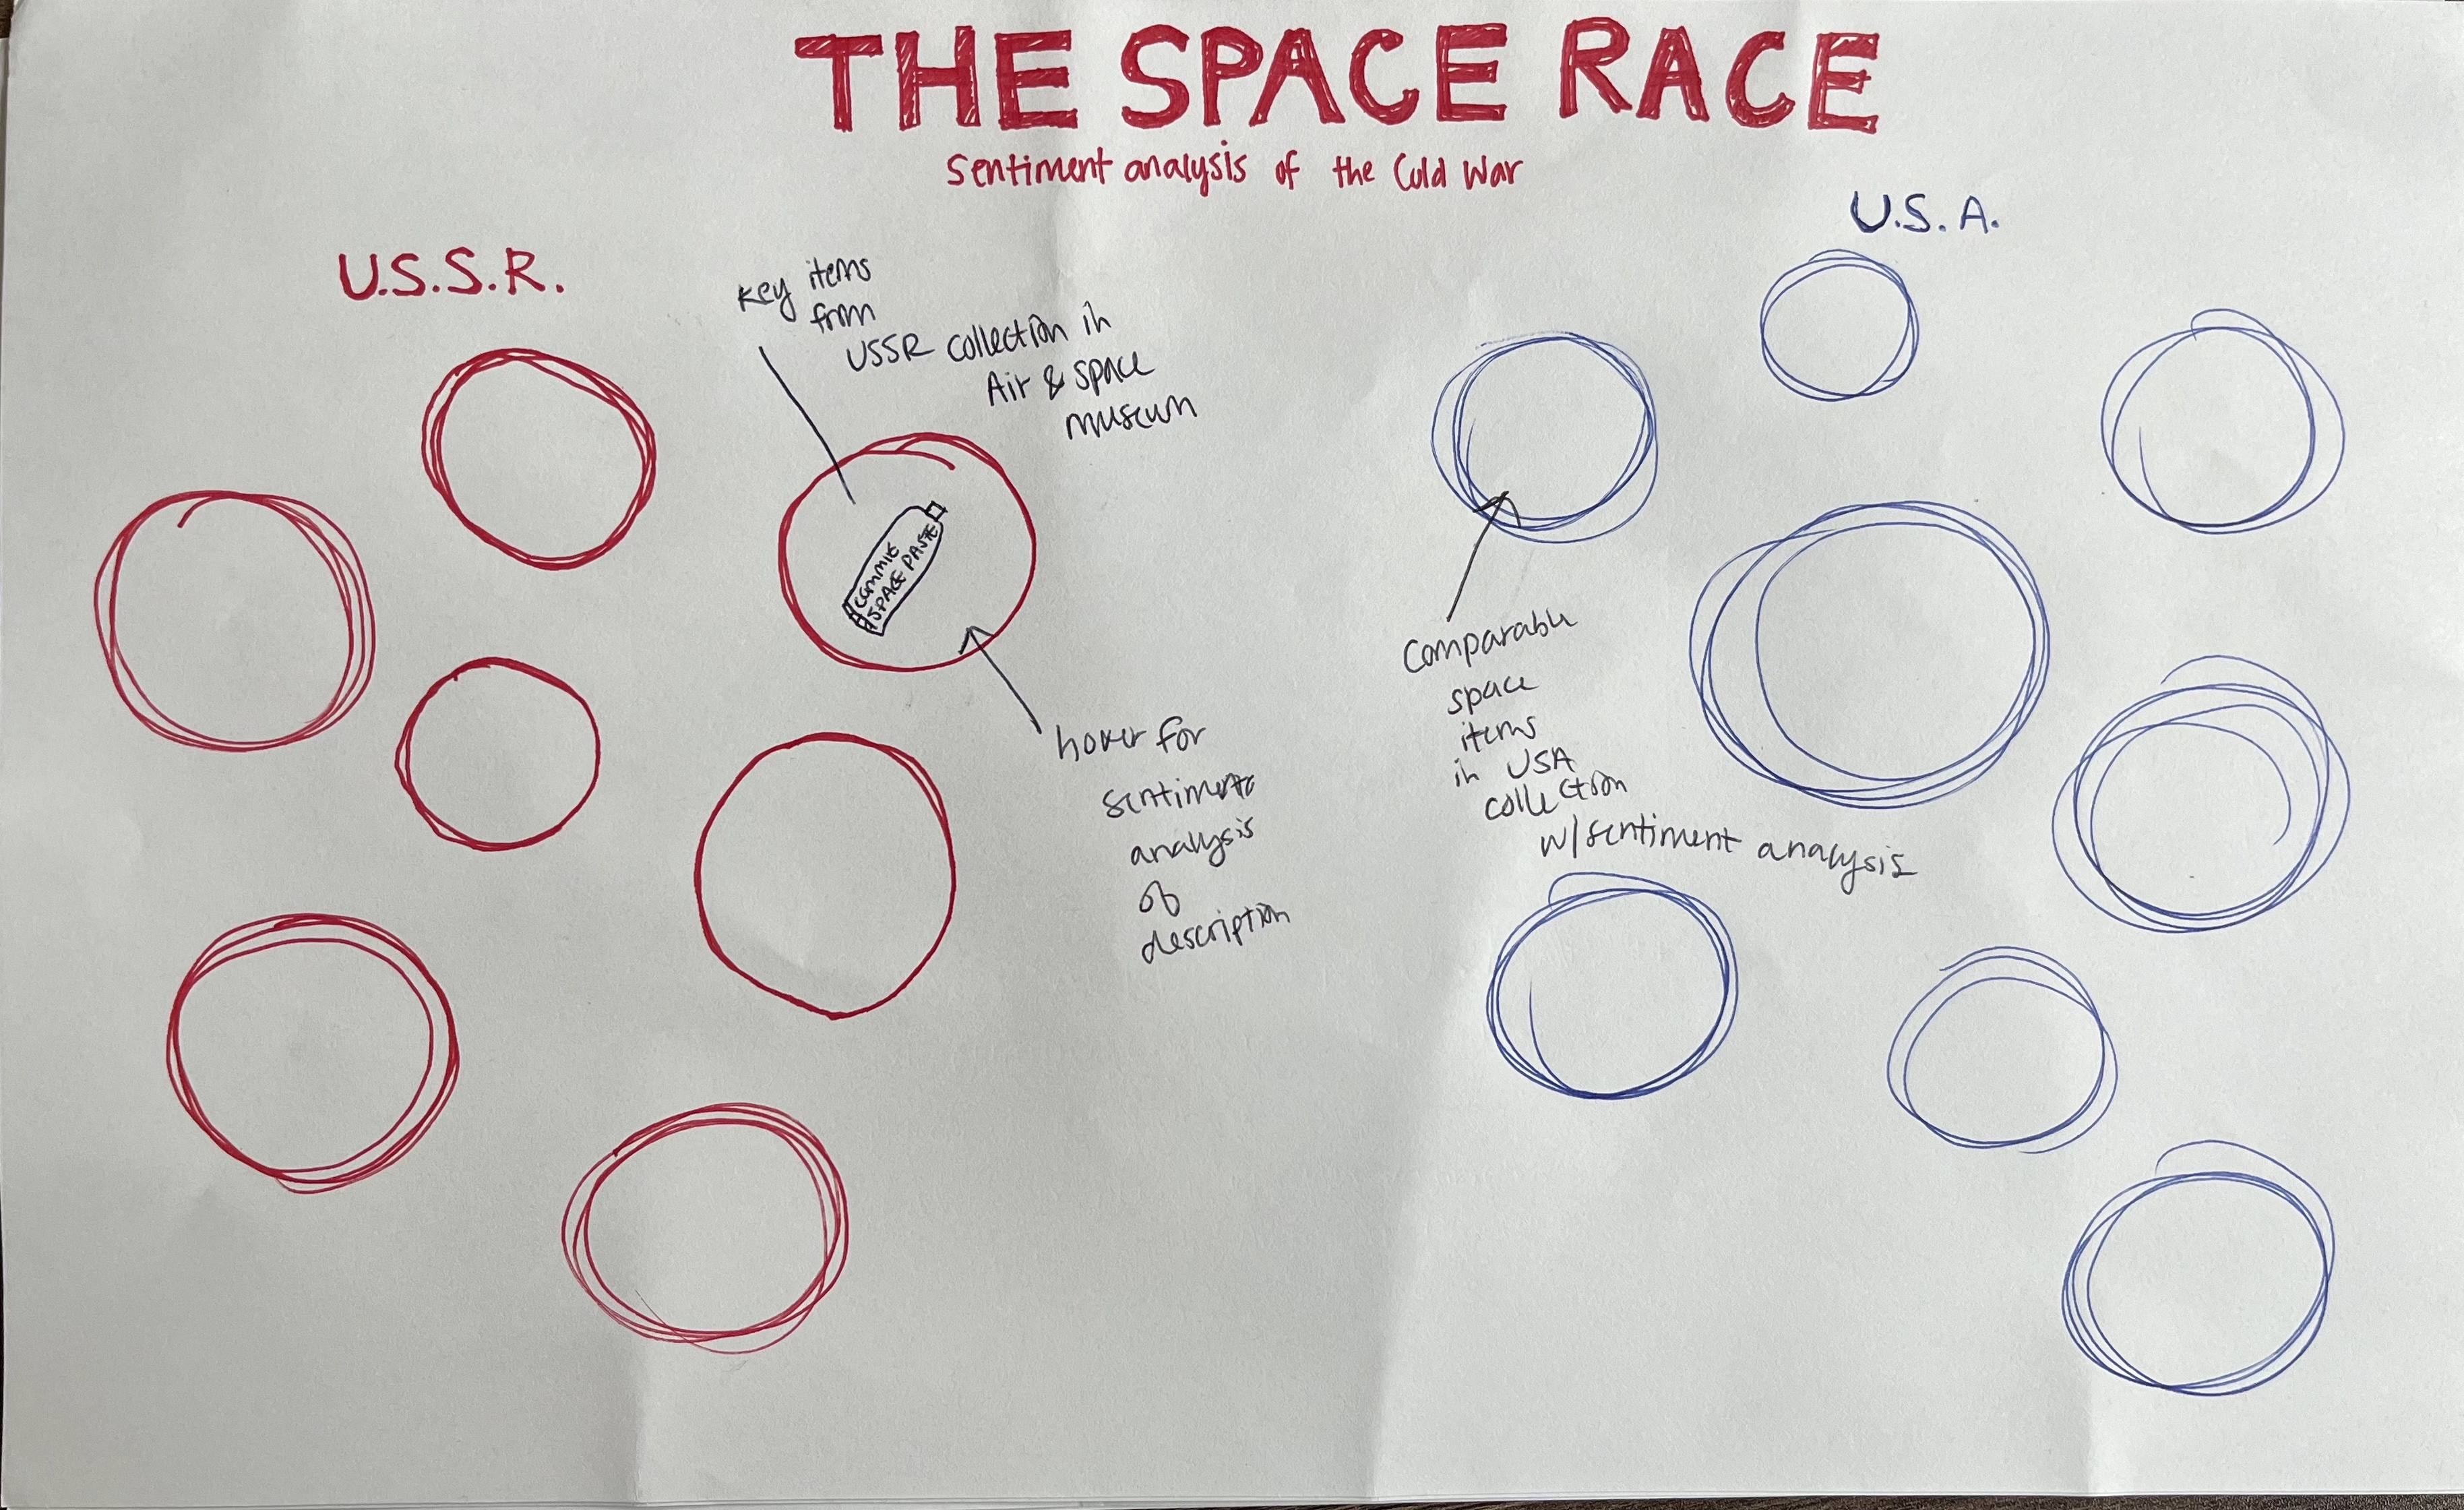 THE SPACE RACE
Sentiment analysis of the Cold War
U.S.S.R.
U.S.A.
Key items
from
USSR collection in
Air & Space
museum
COMMIE
SPACE PASTE
hover for
sentiment
analysis
of
description
Comparable
space
items
in USA
collection
w/sentiment analysis